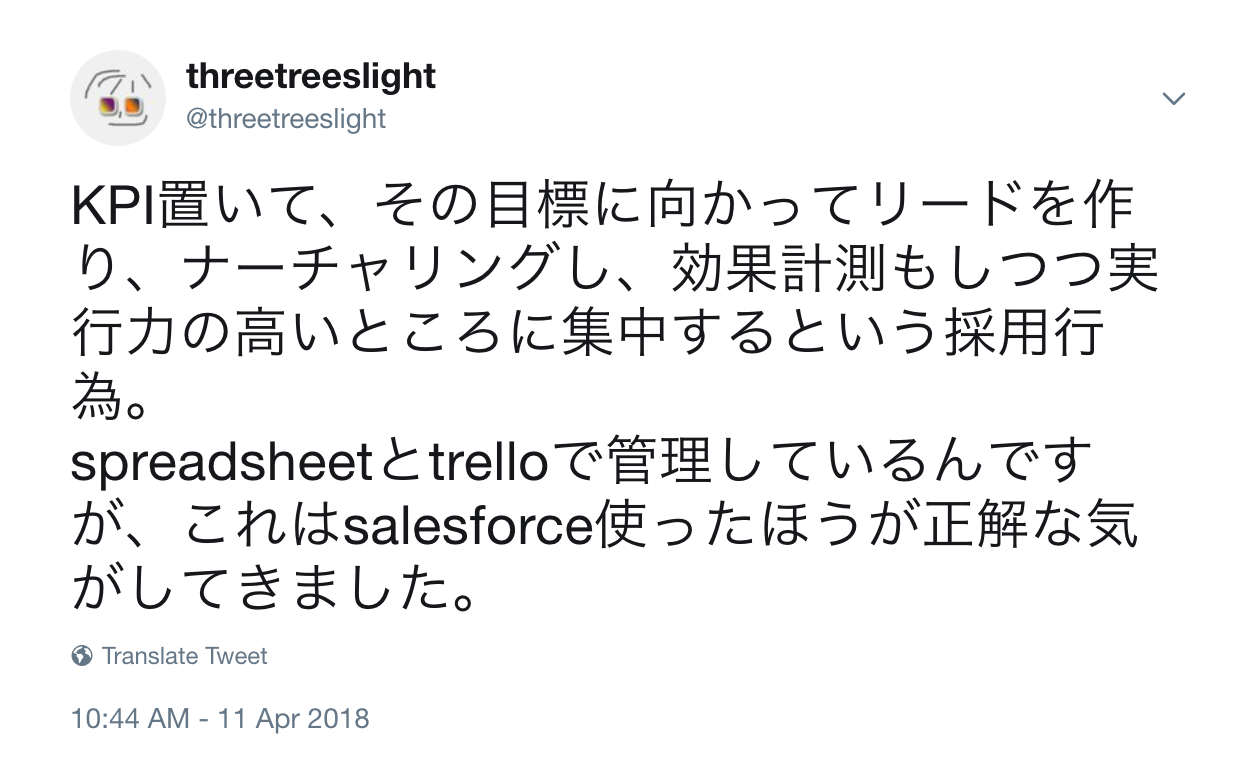 threetreeslight
@threetreeslight
KPI置いて、その目標に向かってリードを作
り、ナーチャリングし、効果計測もしつつ実
行力の高いところに集中するという採用行
為。
spreadsheetとtrelloで管理しているんです
が、これはsalesforce使ったほうが正解な気
がしてきました。
Translate Tweet
10:44 AM - 11 Apr 2018